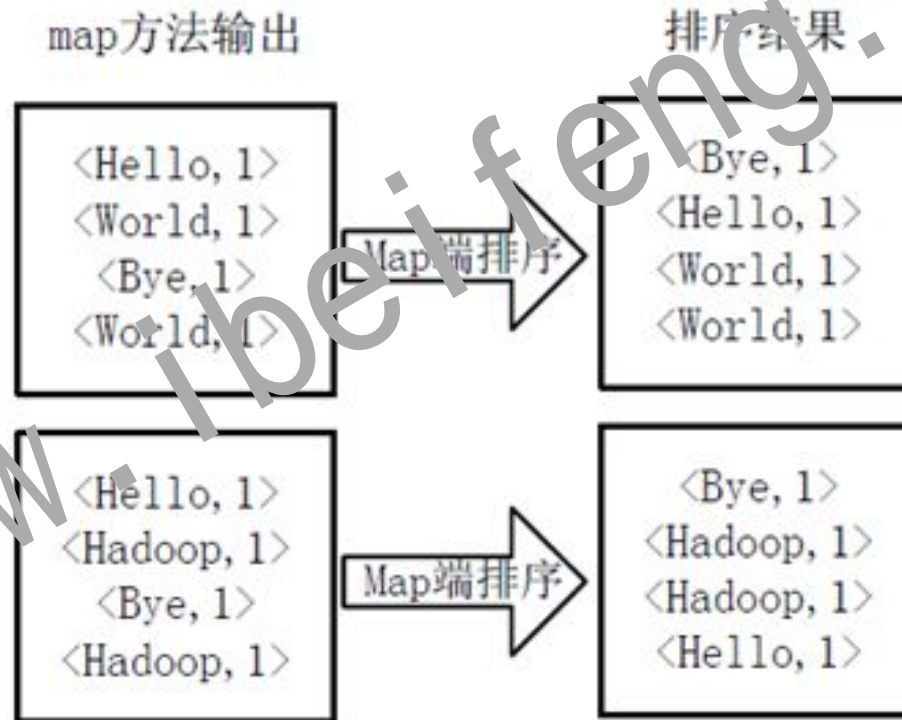 map方法输出
排序结果
<Hello,1>
<World,1>
<Bye,1>
<World,1>
Map端排序
<Bye,1>
<Hello,1>
<World,1>
<World,1>
<Hello,1>
<Hadoop,1>
<Bye,1>
<Hadoop,1>
Map端排序
<Bye,1>
<Hadoop,1>
<Hadoop,1>
<Hello,1>
w.ibeifeng.